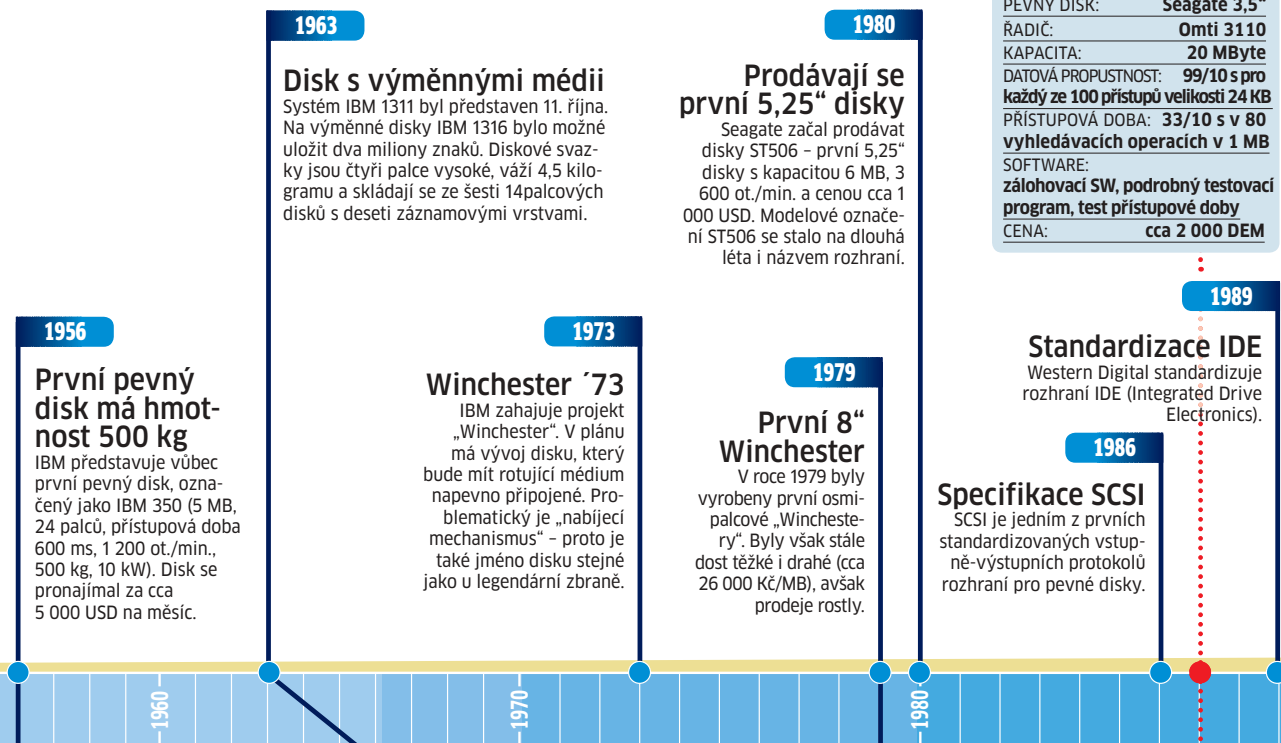 1963
Disk s výměnnými médii
Systém IBM 1311 byl představen 11. října.
Na výměnné disky IBM 1316 bylo možné
uložit dva miliony znaků. Diskové svaz-
ky jsou čtyři palce vysoké, váží 4,5 kilo-
gramu a skládají se ze šesti 14palcových
disků s deseti záznamovými vrstvami.
1980
Prodávají se
první 5,25“ disky
Seagate začal prodávat
disky ST506 – první 5,25“
disky s kapacitou 6 MB, 3
600 ot./min. a cenou cca 1
000 USD. Modelové označe-
ní ST506 se stalo na dlouhá
léta i názvem rozhraní.
PEVNÝ DISK: Seagate 3,5“
ŘADIČ: Omti 3110
KAPACITA: 20 MByte
DATOVÁ PROPUSTNOST: 99/10 s pro
každý ze 100 přístupů velikosti 24 KB
PŘÍSTUPOVÁ DOBA: 33/10 s v 80
vyhledávacích operacích v 1 MB
SOFTWARE:
zálohovací SW, podrobný testovací
program, test přístupové doby
CENA: cca 2 000 DEM
1956
První pevný
disk má hmot-
nost 500 kg
IBM představuje vůbec
první pevný disk, ozna-
čený jako IBM 350 (5 MB,
24 palců, přístupová doba
600 ms, 1 200 ot./min.,
500 kg, 10 kW). Disk se
pronajímal za cca
5 000 USD na měsíc.
1973
Winchester ´73
IBM zahajuje projekt
„Winchester“. V plánu
má vývoj disku, který
bude mít rotující médium
napevno připojené. Pro-
blematický je „nabíjecí
mechanismus“ – proto je
také jméno disku stejné
jako u legendární zbraně.
1979
První 8“
Winchester
V roce 1979 byly
vyrobeny první osmi-
palcové „Wincheste-
ry“. Byly však stále
dost těžké i drahé (cca
26 000 Kč/MB), avšak
prodeje rostly.
1986
Specifikace SCSI
SCSI je jedním z prvních
standardizovaných vstup-
ně-výstupních protokolů
rozhraní pro pevné disky.
1989
Standardizace IDE
Western Digital standardizuje
rozhraní IDE (Integrated Drive
Electronics).
1960
1970
1980